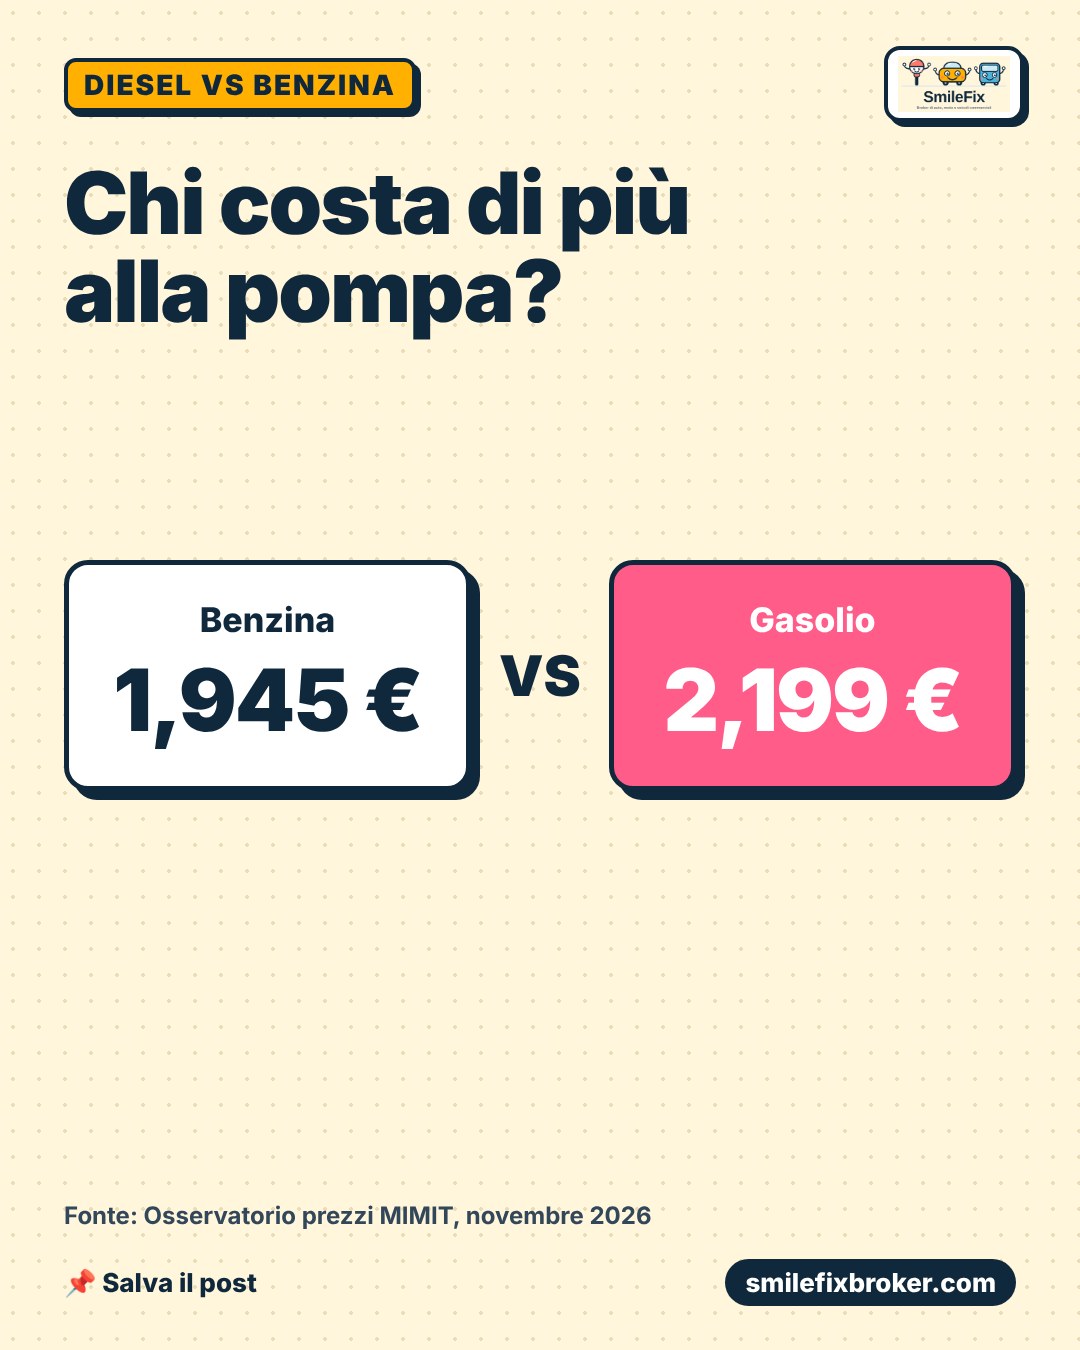 DIESEL VS BENZINA
SmileFix
Chi costa di più
alla pompa?
Benzina
1,945 €
VS
Gasolio
2,199 €
Fonte: Osservatorio prezzi MIMIT, novembre 2026
📌 Salva il post
smilefixbroker.com